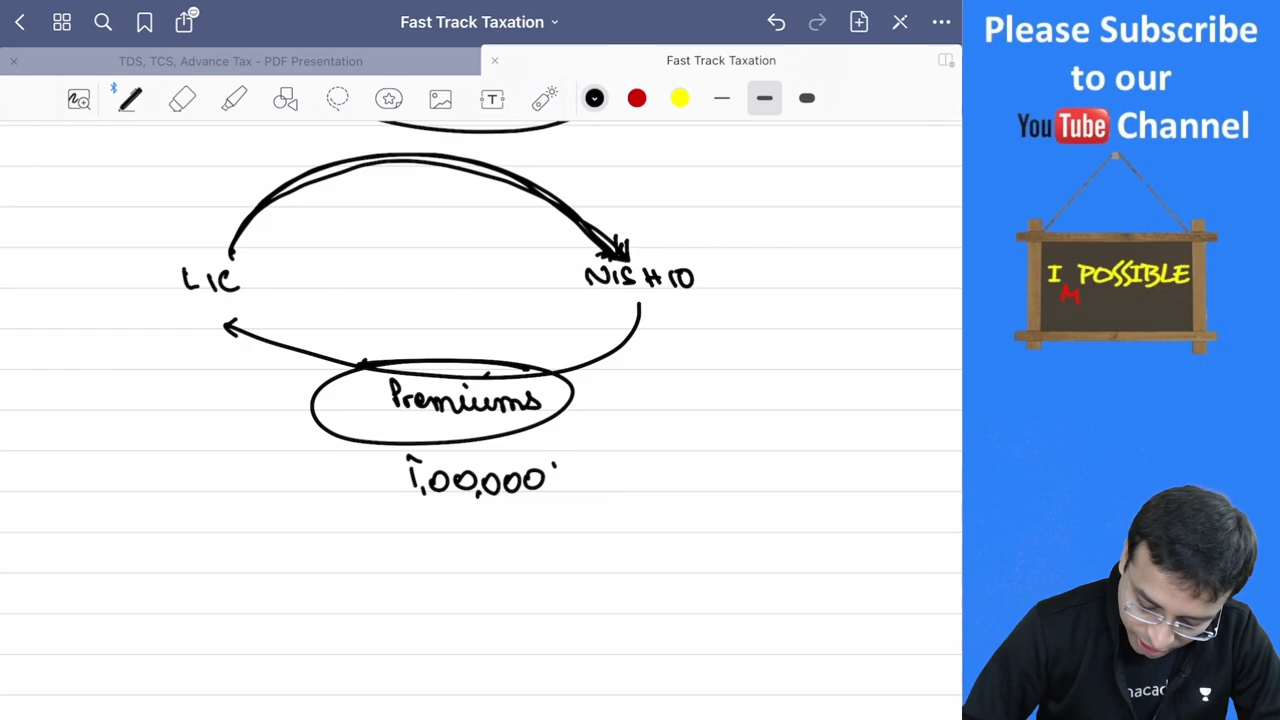 Fast Track Taxation
Please Subscribe
to our
YouTube Channel
TDS, TCS, Advance Tax - PDF Presentation
Fast Track Taxation
T
LIC
NISHID
Premiums
1,00,000
I POSSIBLE
M
nacad